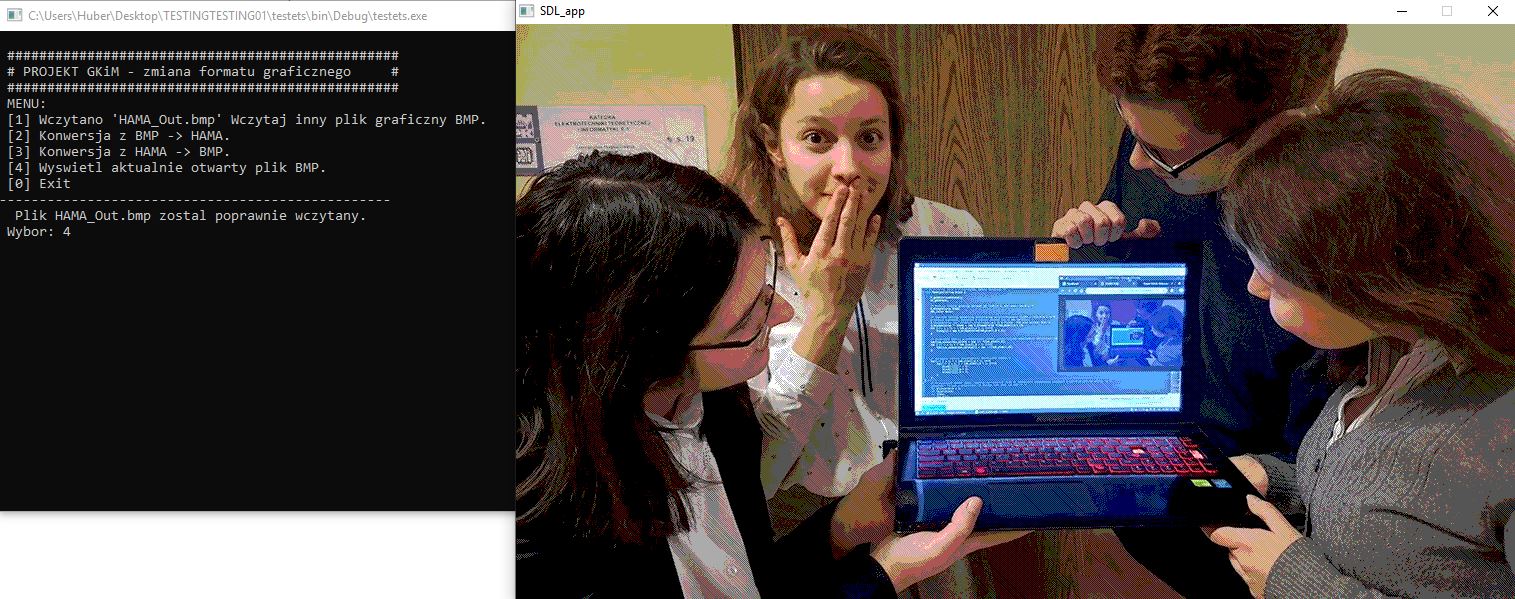 C:\Users\Huber\Desktop\TESTINGTESTING01\testets\bin\Debug\testets.exe
#################################################
# PROJEKT GKiM - zmiana formatu graficznego     #
#################################################
MENU:
[1] Wczytano 'HAMA_Out.bmp' Wczytaj inny plik graficzny BMP.
[2] Konwersja z BMP -> HAMA.
[3] Konwersja z HAMA -> BMP.
[4] Wyswietl aktualnie otwarty plik BMP.
[0] Exit
------------------------------------------------
Plik HAMA_Out.bmp zostal poprawnie wczytany.
Wybor: 4
SDL_app
KATEDRA
ELEKTROTECHNIKI TEORETYCZNEJ
I INFORMATYKI